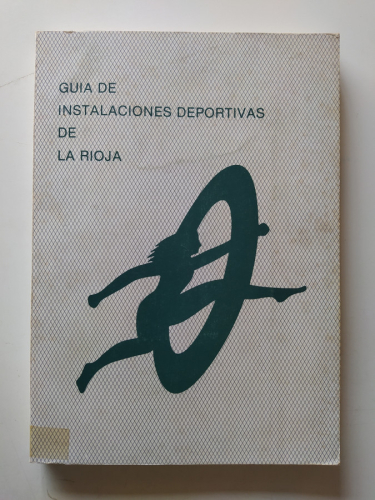 GUIA DE
INSTALACIONES DEPORTIVAS
DE
LA RIOJA